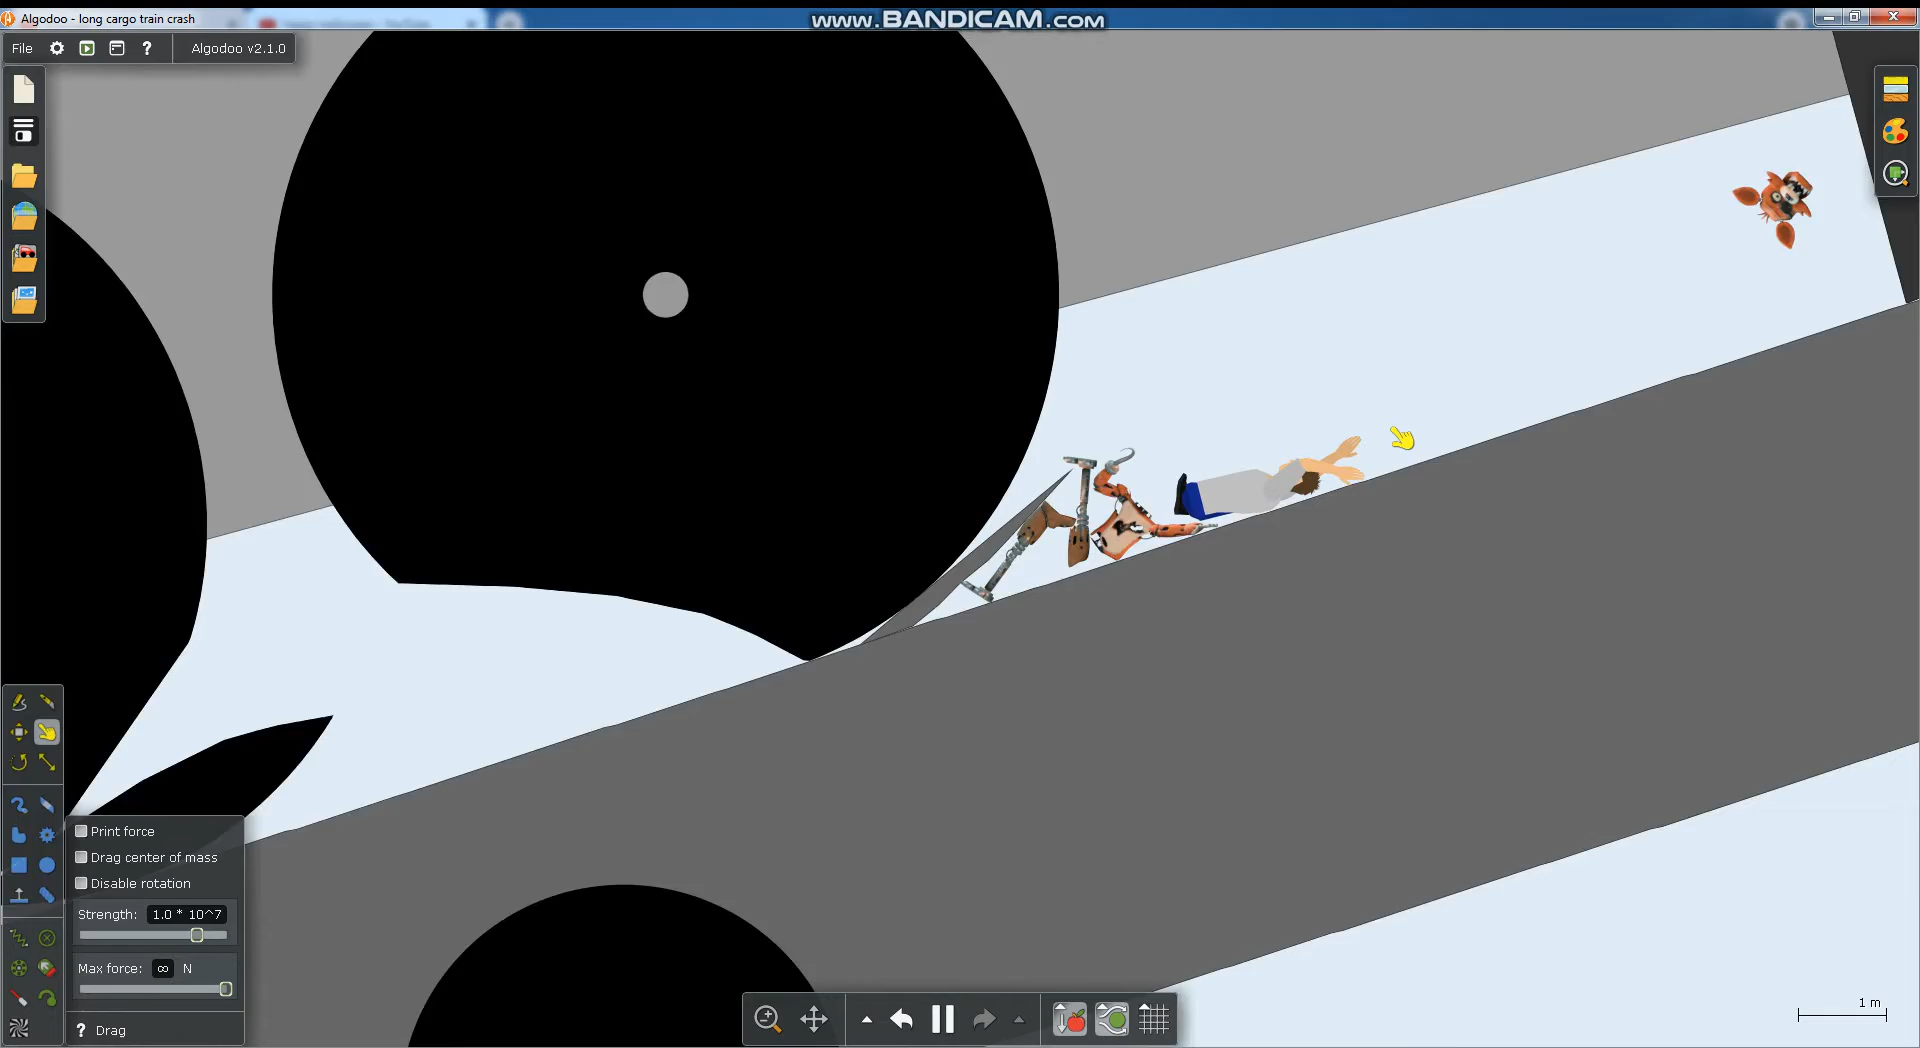 Algodoo - long cargo train crash
www.BANDICAM.com
File
?
Algodoo v2.1.0
Print force
Drag center of mass
Disable rotation
Strength: 1.0 * 10^7
Max force: ∞ N
? Drag
1 m